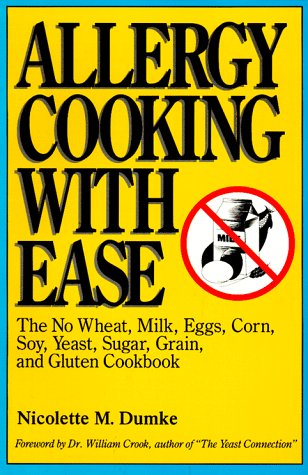 ALLERGY
COOKING
WITH
EASE
MILK
The No Wheat, Milk, Eggs, Corn,
Soy, Yeast, Sugar, Grain,
and Gluten Cookbook
Nicolette M. Dumke
Foreword by Dr. William Crook, author of "The Yeast Connection"